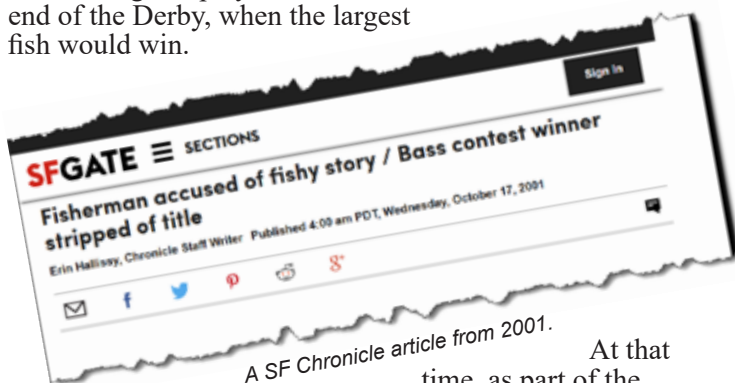 end of the Derby, when the largest
fish would win.
Sign In
SFGATE SECTIONS
Fisherman accused of fishy story / Bass contest winner
stripped of title
Erin Hallisay, Chronicle Staff Writer Published 4:00 am PDT, Wednesday, October 17, 2001
A SF Chronicle article from 2001.
At that
time, as part of the